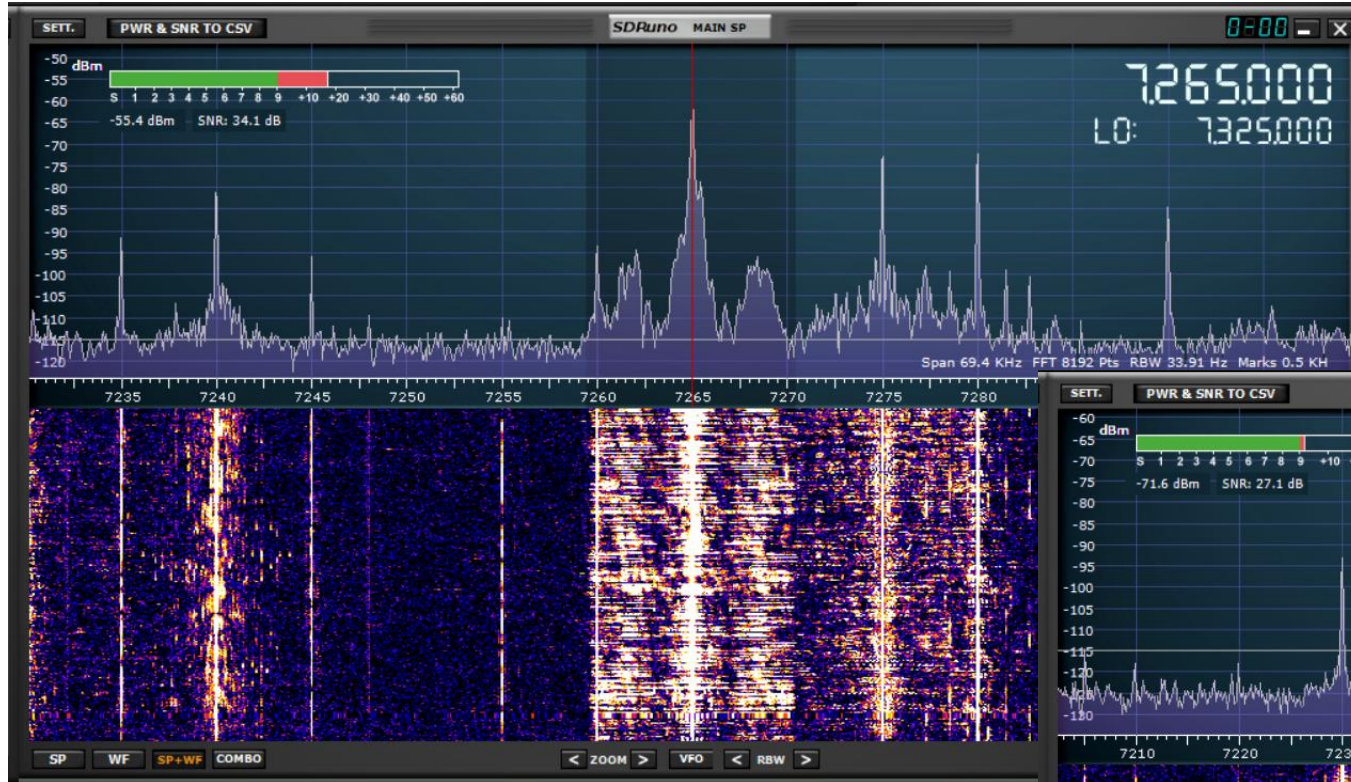 SETT. PWR & SNR TO CSV SDRuno MAIN SP 0-00
-50 dBm
-55
S 1 2 3 4 5 6 7 8 9 +10 +20 +30 +40 +50 +60
-60
-55.4 dBm SNR: 34.1 dB
-65
-70
-75
-80
-85
-90
-95
-100
-105
-110
-115
-120
7.265.000
LO: 7.325.000
Span 69.4 KHz FFT 8192 Pts RBW 33.91 Hz Marks 0.5 KH
7235 7240 7245 7250 7255 7260 7265 7270 7275 7280
SP WF SP+WF COMBO < ZOOM > VFO < RBW >
SETT. PWR & SNR TO CSV
-60 dBm
-65
S 1 2 3 4 5 6 7 8 9 +10
-70
-71.6 dBm SNR: 27.1 dB
-75
-80
-85
-90
-95
-100
-105
-110
-115
-120
-125
-130
7210 7220 723